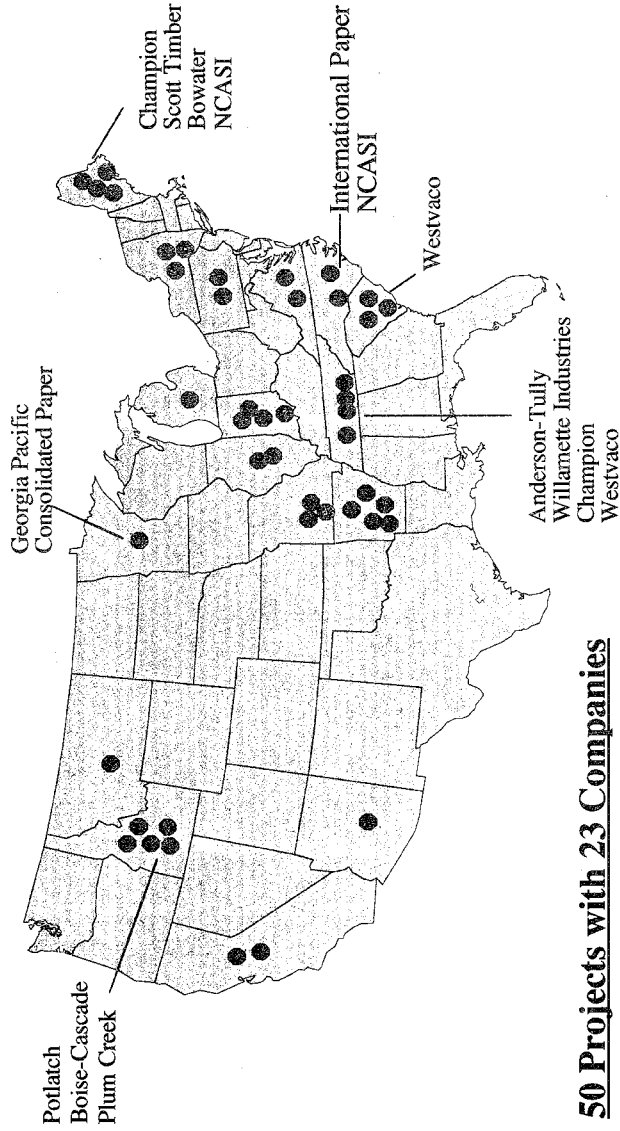 Georgia Pacific
Consolidated Paper
Champion
Scott Timber
Bowater
NCASI
Potlatch
Boise-Cascade
Plum Creek
International Paper
NCASI
Westvaco
Anderson-Tully
Willamette Industries
Champion
Westvaco
50 Projects with 23 Companies